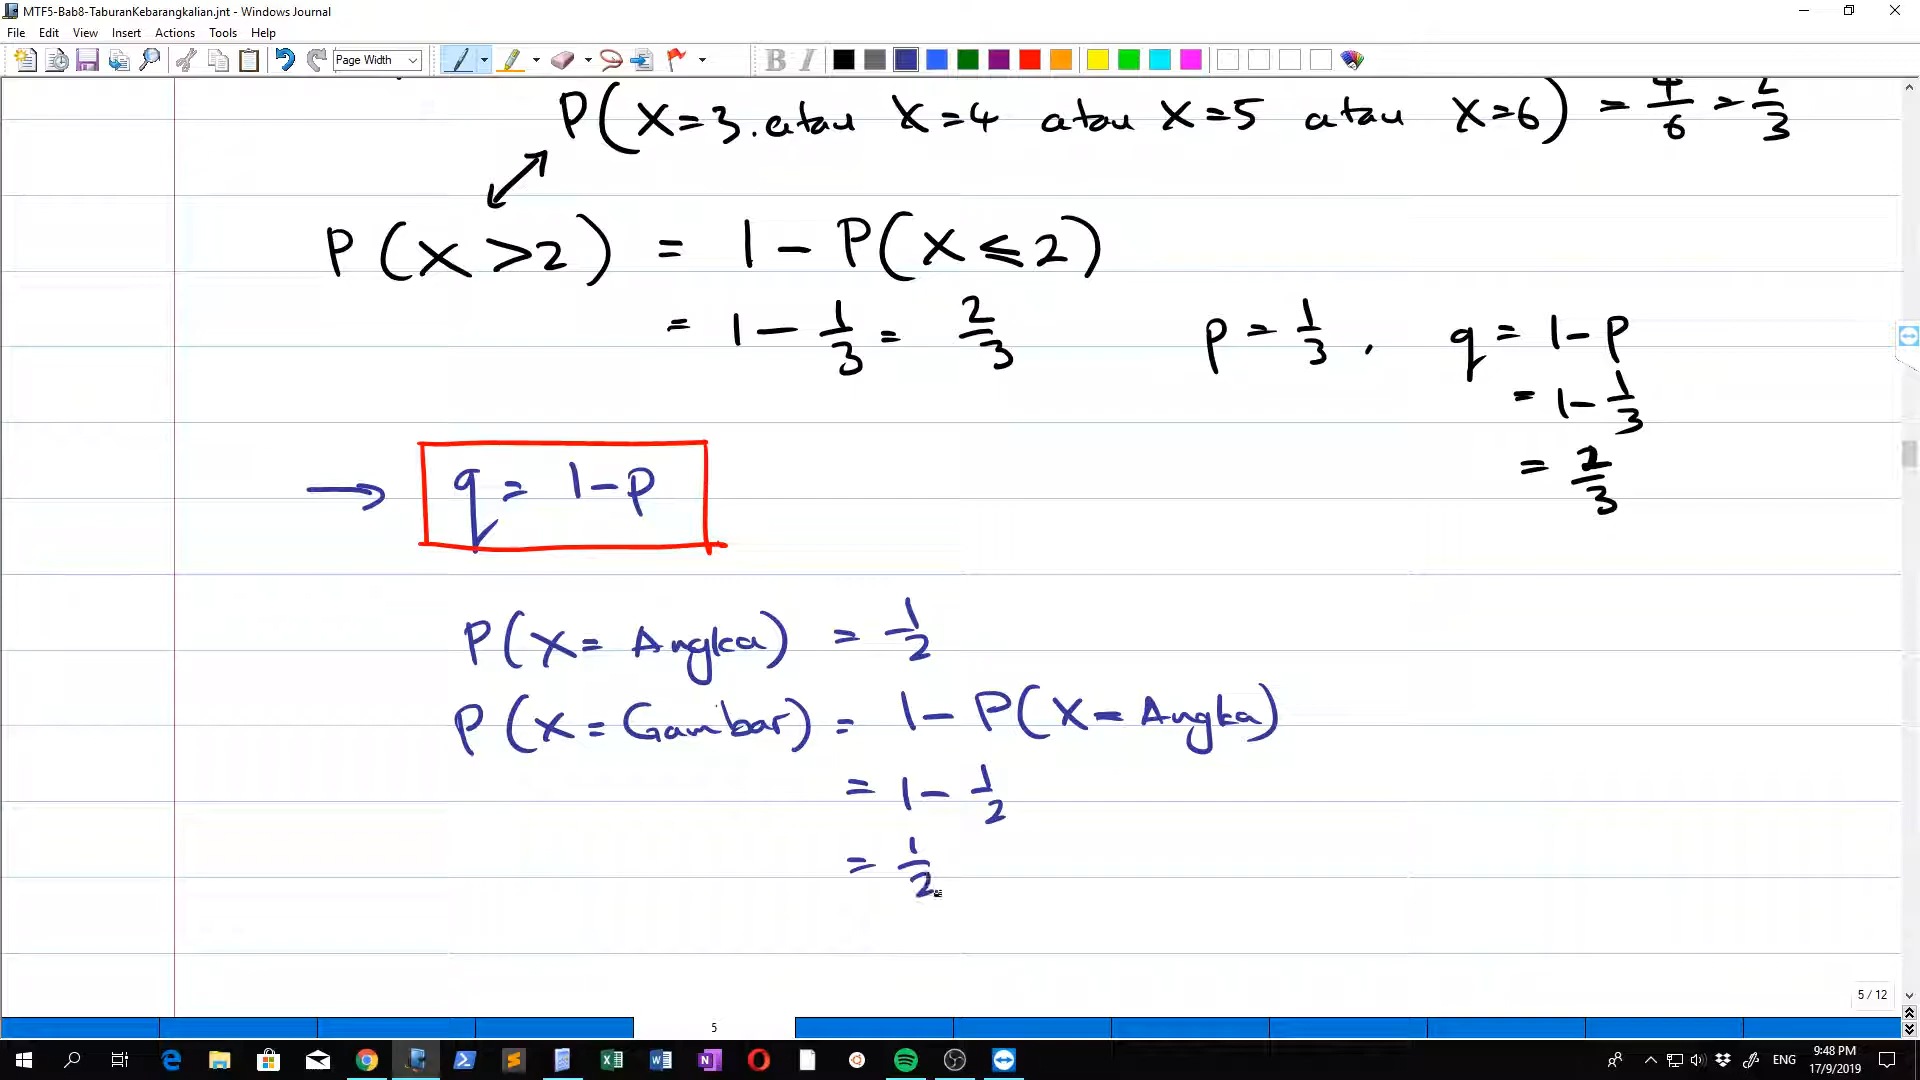 MTF5-Bab8-TaburanKebarangkalian.jnt - Windows Journal
File Edit View Insert Actions Tools Help
Page Width
B I
P(X=3 . atau X=4 atau X=5 atau X=6) = 4/6 = 2/3
P(X>2) = 1 - P(X≤2)
= 1 - 1/3 = 2/3
p = 1/3 , q = 1-p
= 1 - 1/3
= 2/3
→ q = 1-p
P(X= Angka) = 1/2
P(X= Gambar) = 1 - P(X= Angka)
= 1 - 1/2
= 1/2
5 / 12
5
ENG
9:48 PM
17/9/2019